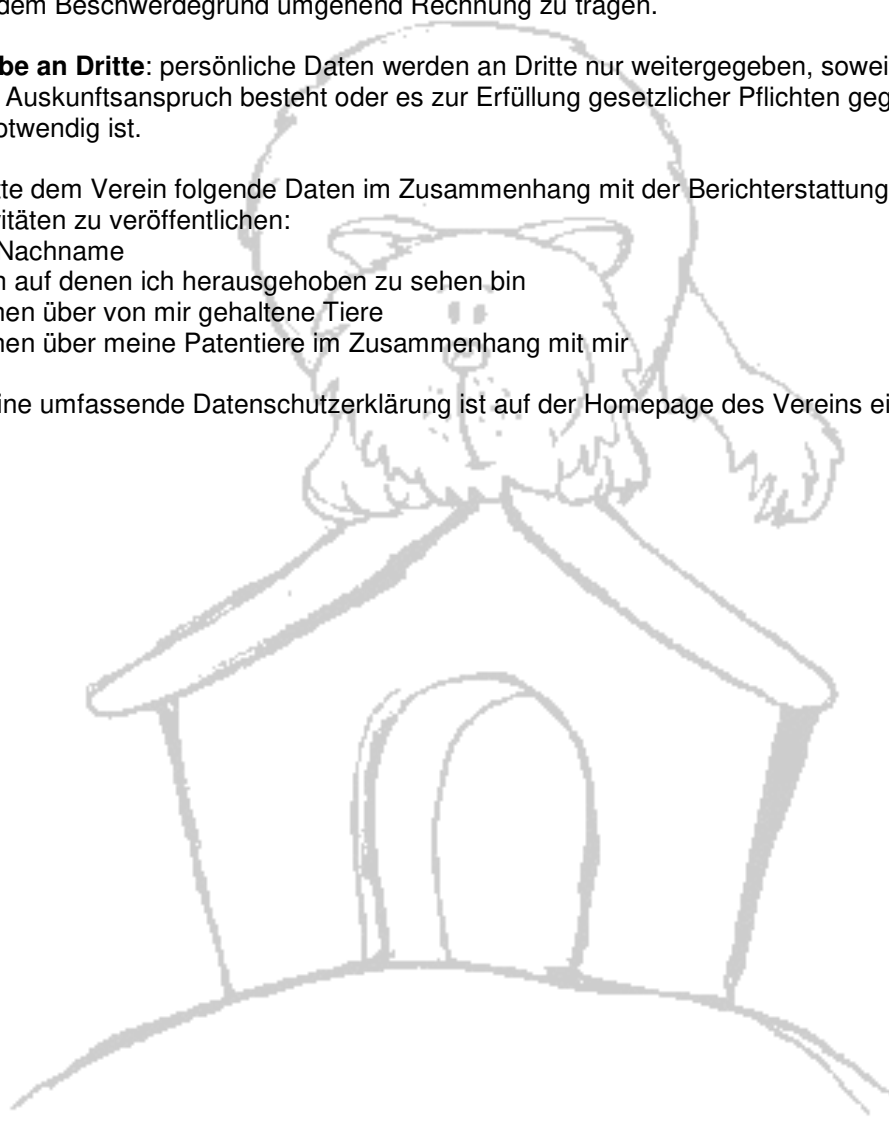 dem Beschwerdegrund umgehend Rechnung zu tragen.
be an Dritte: persönliche Daten werden an Dritte nur weitergegeben, sowei
Auskunftsanspruch besteht oder es zur Erfüllung gesetzlicher Pflichten geg
otwendig ist.
te dem Verein folgende Daten im Zusammenhang mit der Berichterstattung
ritäten zu veröffentlichen:
Nachname
n auf denen ich herausgehoben zu sehen bin
nen über von mir gehaltene Tiere
nen über meine Patentiere im Zusammenhang mit mir
ine umfassende Datenschutzerklärung ist auf der Homepage des Vereins ei